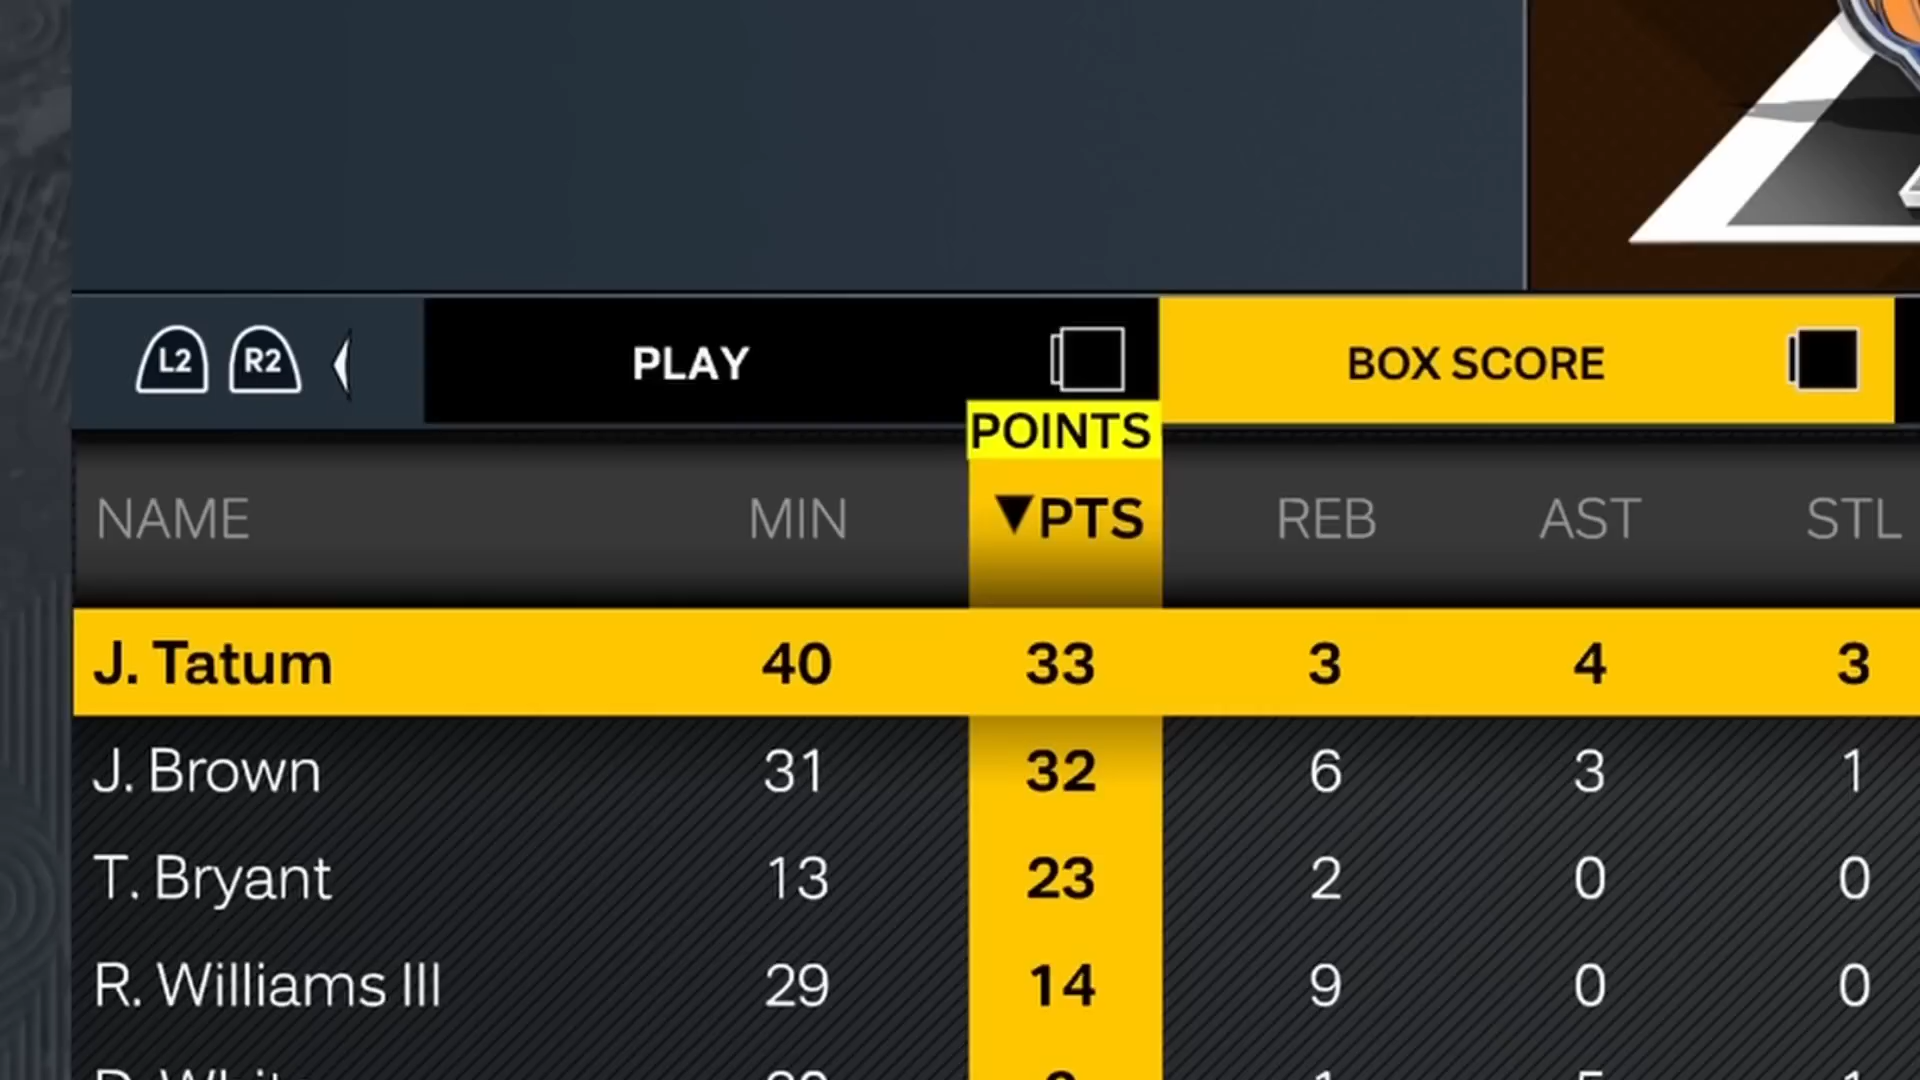 L2 R2 PLAY BOX SCORE
POINTS
NAME MIN ▼PTS REB AST STL
J. Tatum 40 33 3 4 3
J. Brown 31 32 6 3 1
T. Bryant 13 23 2 0 0
R. Williams III 29 14 9 0 0